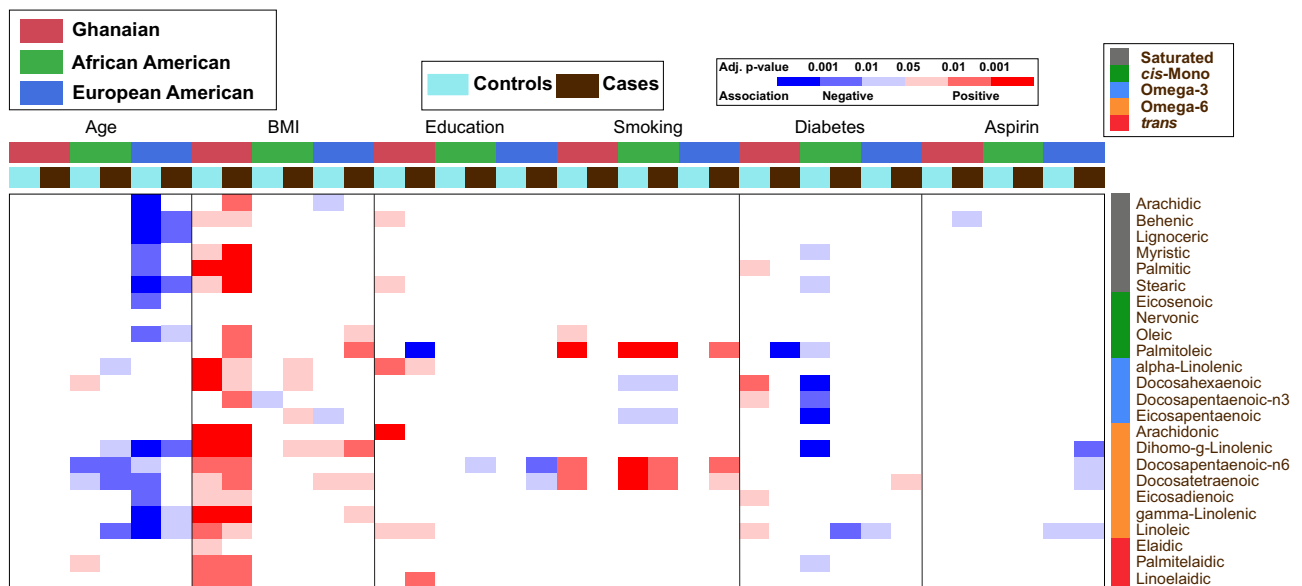 Ghanaian
African American
European American
Controls Cases
Adj. p-value 0.001 0.01 0.05 0.01 0.001
Association Negative Positive
Saturated
cis-Mono
Omega-3
Omega-6
trans
Age BMI Education Smoking Diabetes Aspirin
Arachidic
Behenic
Lignoceric
Myristic
Palmitic
Stearic
Eicosenoic
Nervonic
Oleic
Palmitoleic
alpha-Linolenic
Docosahexaenoic
Docosapentaenoic-n3
Eicosapentaenoic
Arachidonic
Dihomo-g-Linolenic
Docosapentaenoic-n6
Docosatetraenoic
Eicosadienoic
gamma-Linolenic
Linoleic
Elaidic
Palmitelaidic
Linoelaidic